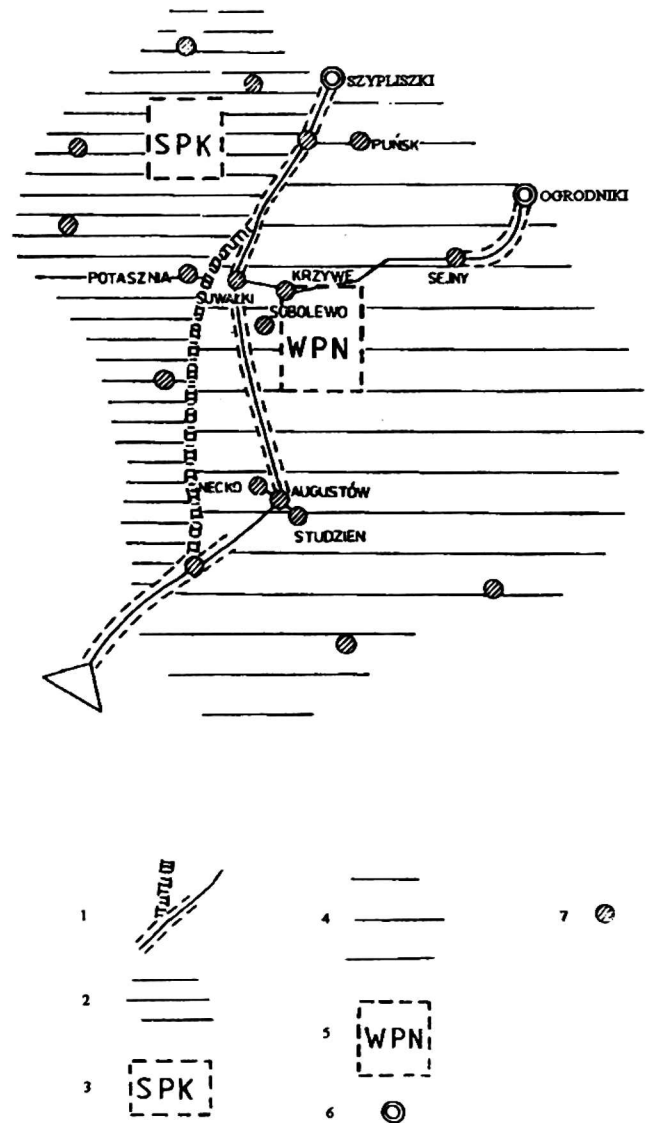 SZYPLISZKI
SPK
PUŃSK
OGRODNIKI
POTASZNIA
KRZYWE
SEJNY
SUWAŁKI
SOBOLEWO
WPN
NECKO
AUGUSTÓW
STUDZIEN
1
4
7
2
5
WPN
3
SPK
6